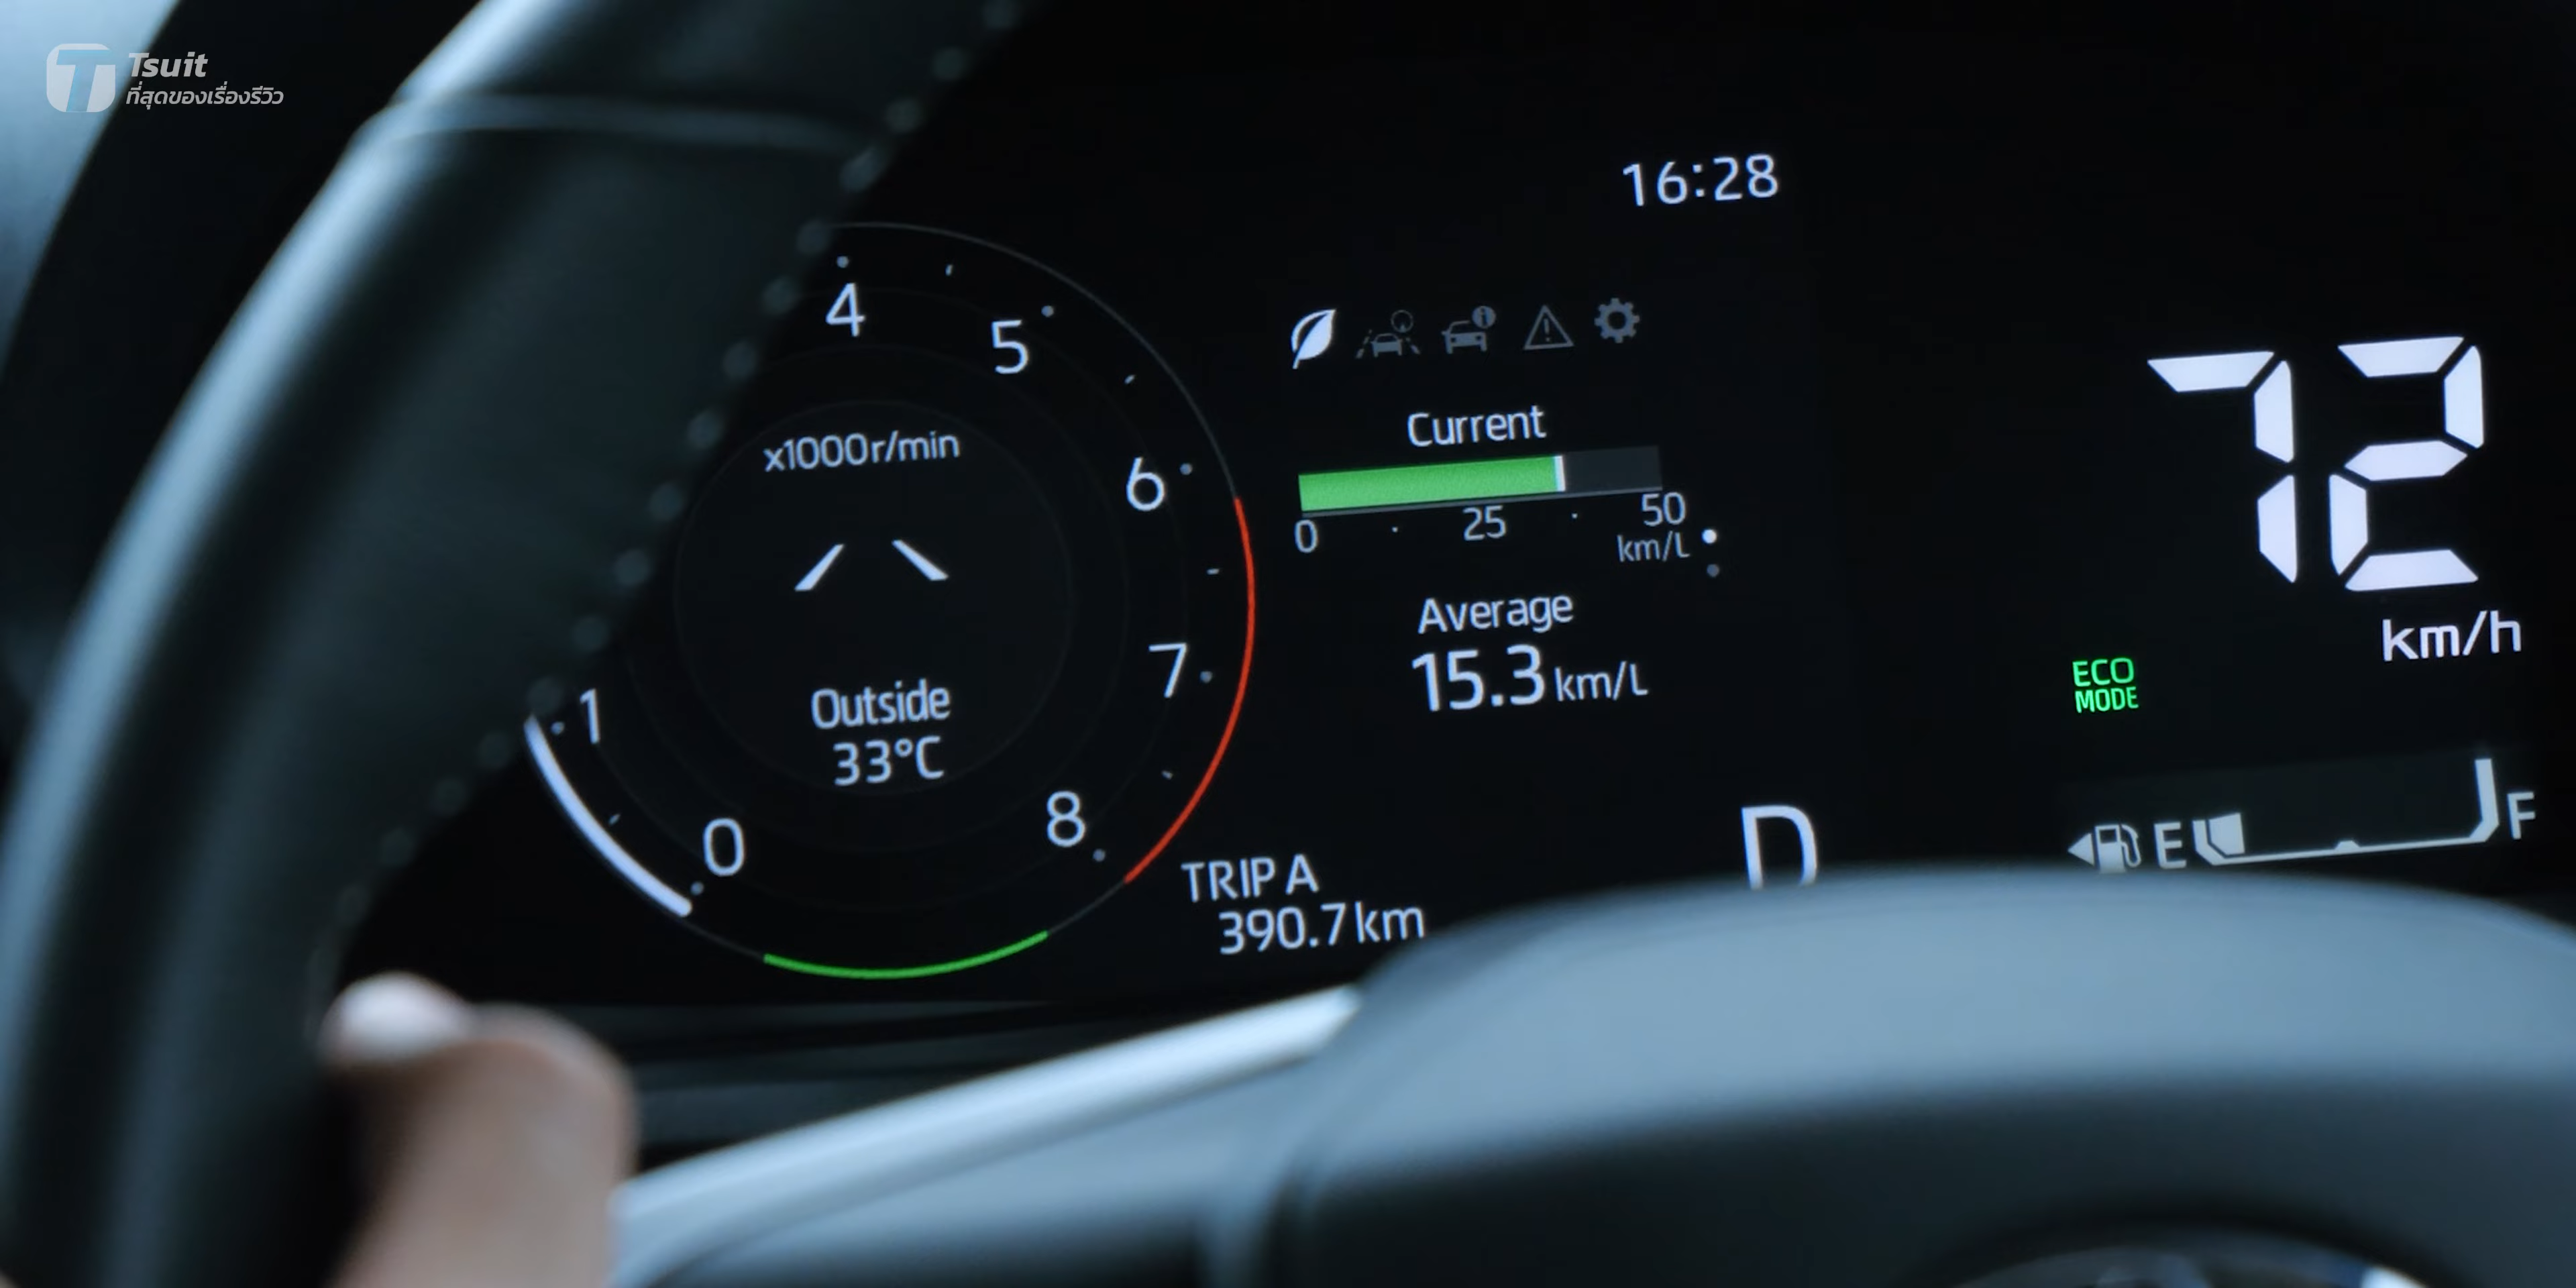 Tsuit
ที่สุดของเรื่องรีวิว
16:28
4
5
6
7
8
1
0
x1000r/min
Outside
33°C
Current
0
25
50
km/L
Average
15.3 km/L
TRIP A
390.7 km
D
72
km/h
ECO
MODE
E
F